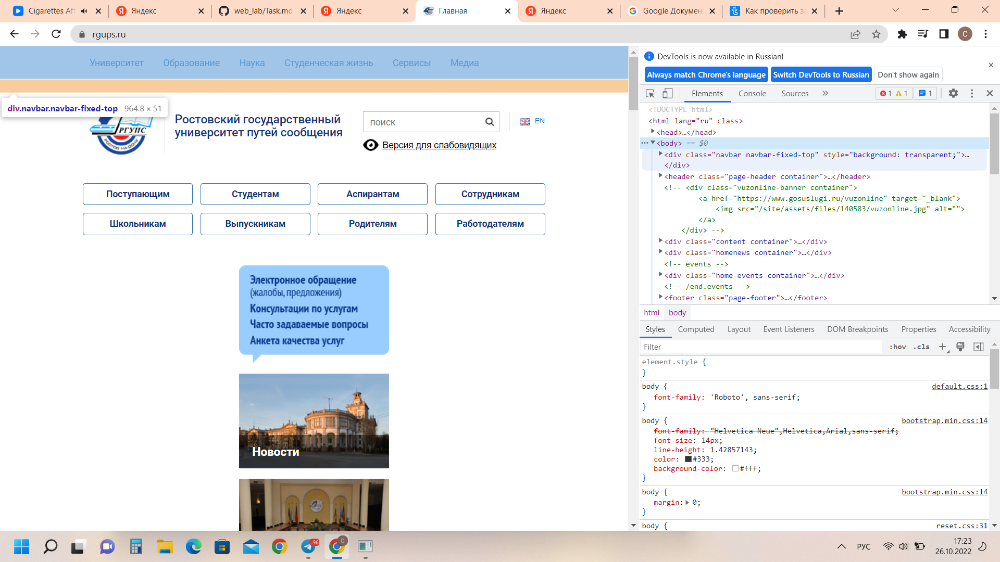 Cigarettes Aft
Яндекс
web_lab/Task.md
Яндекс
Главная
Яндекс
Google Документ
Как проверить за
rgups.ru
C
Университет
Образование
Наука
Студенческая жизнь
Сервисы
Медиа
div.navbar.navbar-fixed-top 964.8 × 51
РГУПС
РОСТОВ-НА-ДОНУ
Ростовский государственный
университет путей сообщения
поиск
EN
Версия для слабовидящих
Поступающим
Студентам
Аспирантам
Сотрудникам
Школьникам
Выпускникам
Родителям
Работодателям
Электронное обращение
(жалобы, предложения)
Консультации по услугам
Часто задаваемые вопросы
Анкета качества услуг
Новости
DevTools is now available in Russian!
Always match Chrome's language
Switch DevTools to Russian
Don't show again
Elements
Console
Sources
1
1
1
<!DOCTYPE html>
<html lang="ru" class>
<head>…</head>
<body> == $0
<div class="navbar navbar-fixed-top" style="background: transparent;">…
</div>
<header class="page-header container">…</header>
<!-- <div class="vuzonline-banner container">
<a href="https://www.gosuslugi.ru/vuzonline" target="_blank">
<img src="/site/assets/files/140583/vuzonline.jpg" alt="">
</a>
</div> -->
<div class="content container">…</div>
<div class="homenews container">…</div>
<!-- events -->
<div class="home-events container">…</div>
<!-- /end.events -->
<footer class="page-footer">…</footer>
html
body
Styles
Computed
Layout
Event Listeners
DOM Breakpoints
Properties
Accessibility
Filter
:hov
.cls
element.style {
}
body {
default.css:1
font-family: 'Roboto', sans-serif;
}
body {
bootstrap.min.css:14
font-family: "Helvetica Neue",Helvetica,Arial,sans-serif;
font-size: 14px;
line-height: 1.42857143;
color: #333;
background-color: #fff;
}
body {
bootstrap.min.css:14
margin: 0;
}
body {
reset.css:31
..96
C
РУС
17:23
26.10.2022